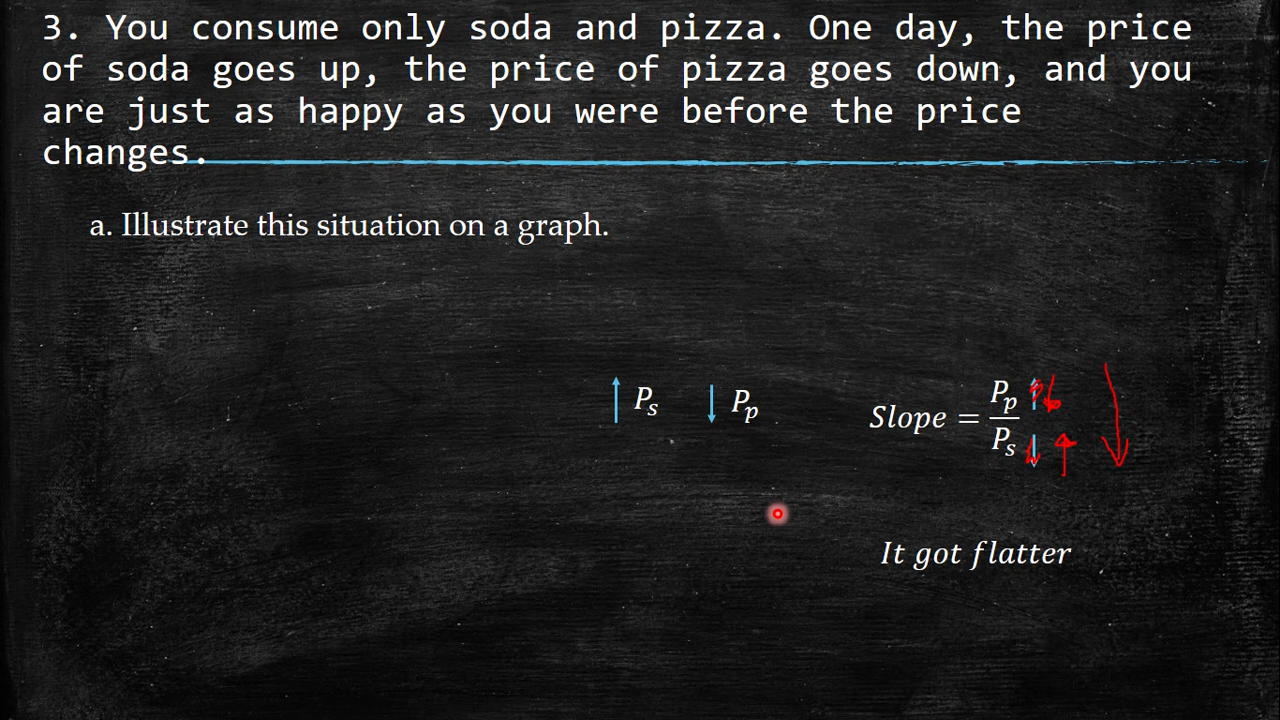 3. You consume only soda and pizza. One day, the price
of soda goes up, the price of pizza goes down, and you
are just as happy as you were before the price
changes.
a. Illustrate this situation on a graph.
↑ Pₛ ↓ Pₚ Slope = Pₚ/Pₛ
It got flatter